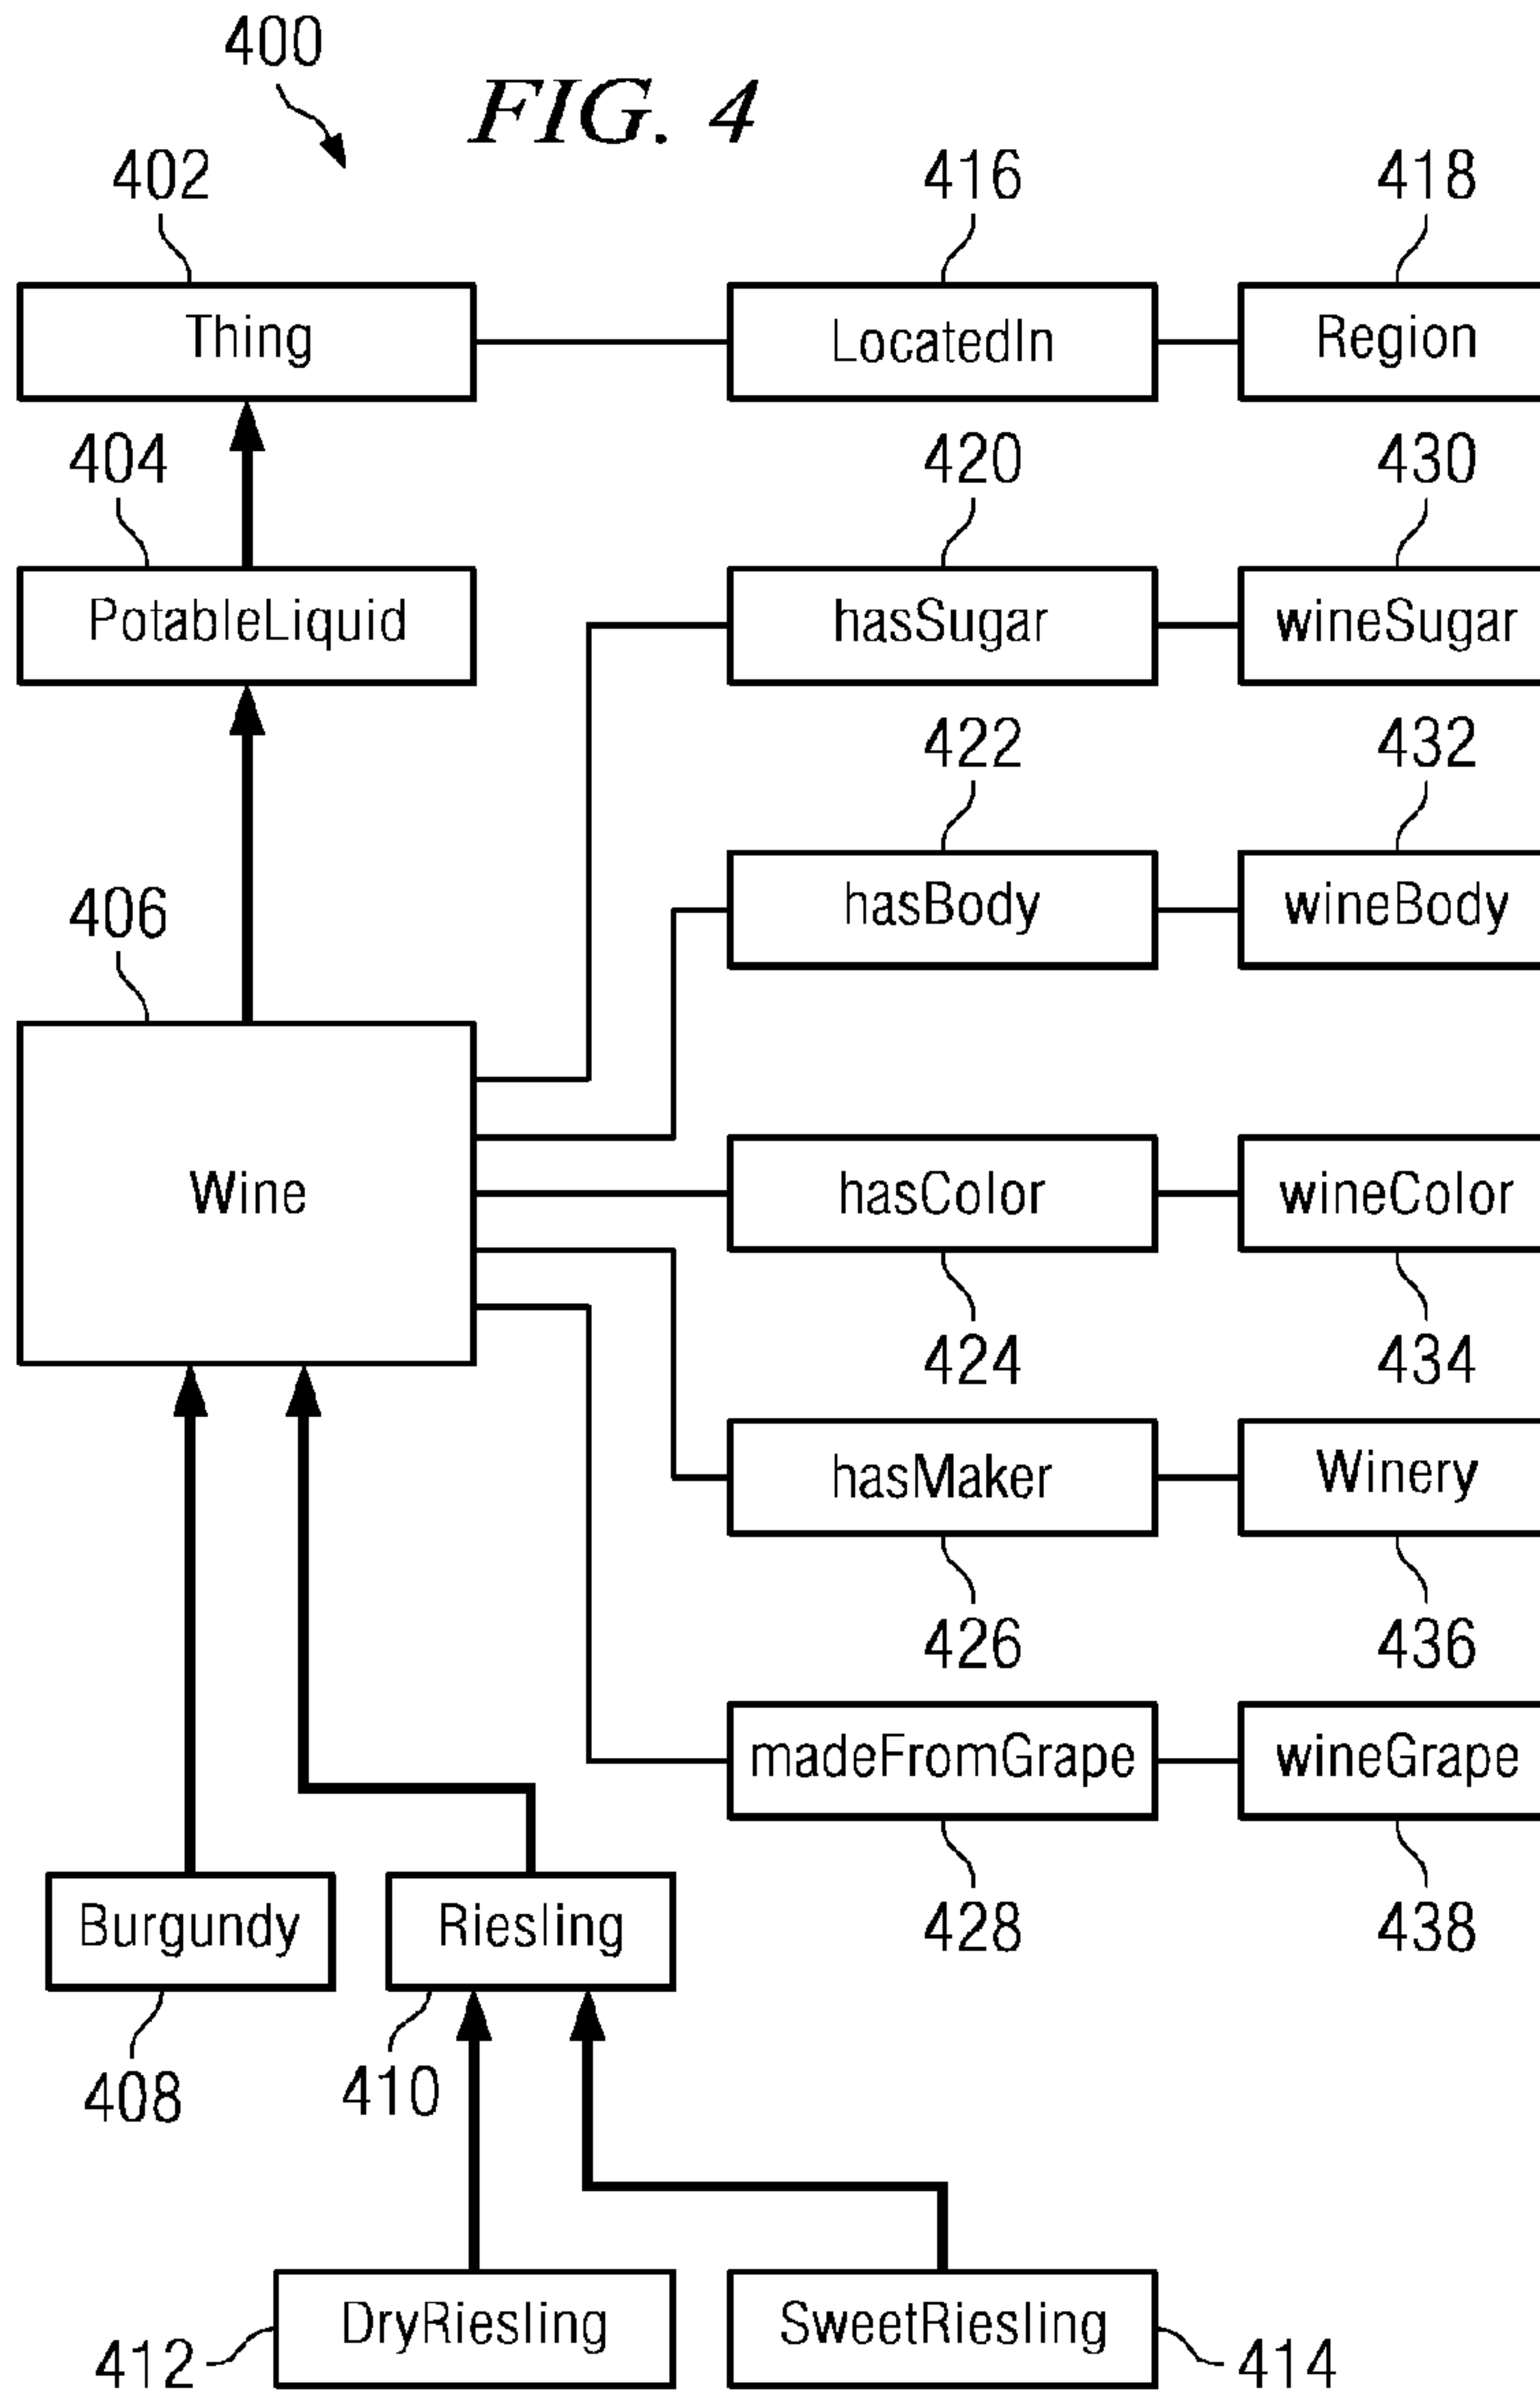 400
FIG. 4
402
416
418
Thing
LocatedIn
Region
404
420
430
PotableLiquid
hasSugar
wineSugar
422
432
406
hasBody
wineBody
Wine
hasColor
wineColor
424
434
hasMaker
Winery
426
436
madeFromGrape
wineGrape
Burgundy
Riesling
428
438
408
410
DryRiesling
SweetRiesling
412
414